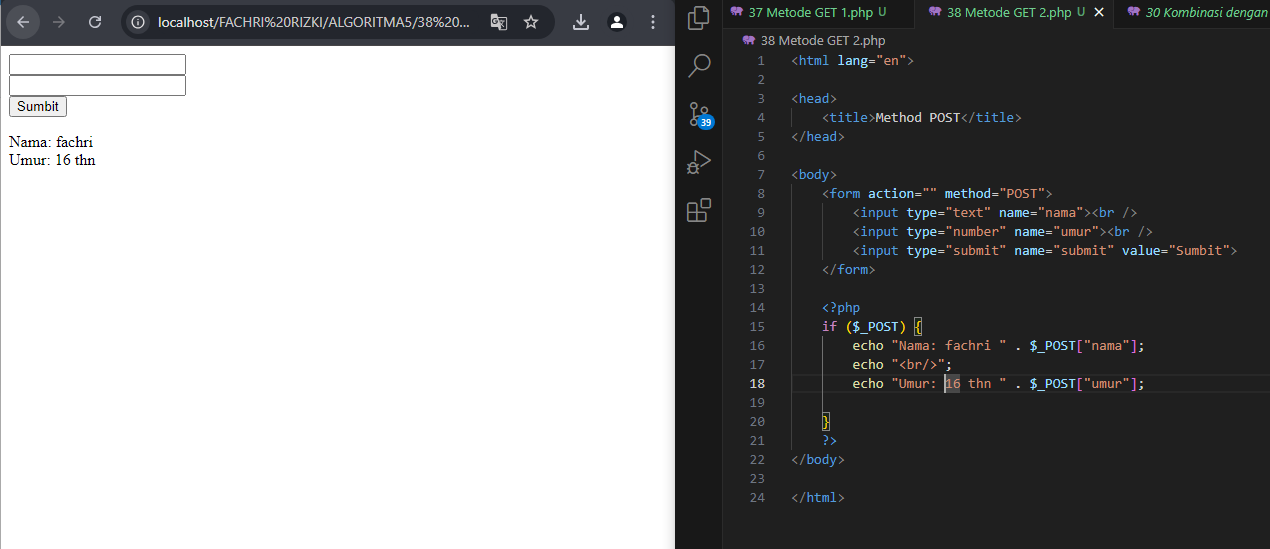 localhost/FACHRI%20RIZKI/ALGORITMA5/38%20...
Sumbit
Nama: fachri
Umur: 16 thn
39
37 Metode GET 1.php U
38 Metode GET 2.php U
30 Kombinasi dengan
38 Metode GET 2.php
1 <html lang="en">
2
3 <head>
4 <title>Method POST</title>
5 </head>
6
7 <body>
8 <form action="" method="POST">
9 <input type="text" name="nama"><br />
10 <input type="number" name="umur"><br />
11 <input type="submit" name="submit" value="Sumbit">
12 </form>
13
14 <?php
15 if ($_POST) {
16 echo "Nama: fachri " . $_POST["nama"];
17 echo "<br/>";
18 echo "Umur: 16 thn " . $_POST["umur"];
19
20 }
21 ?>
22 </body>
23
24 </html>